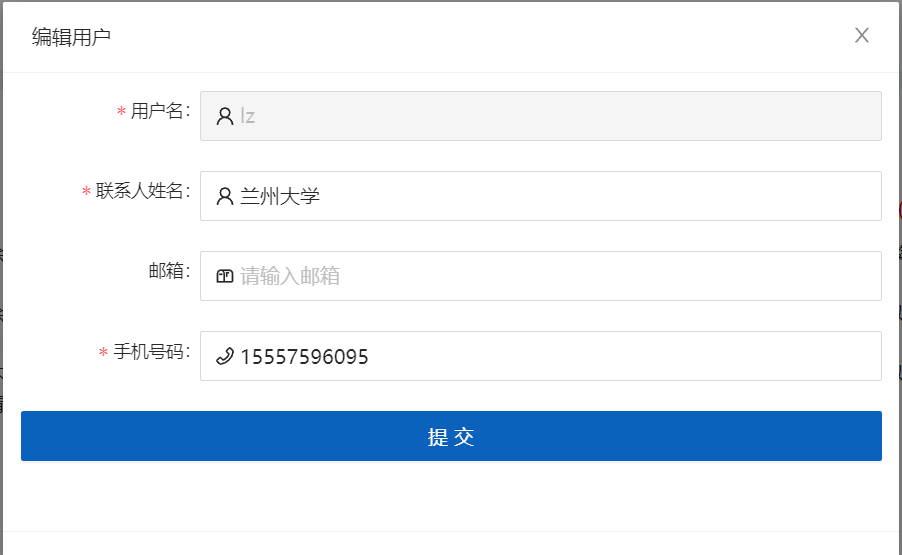 编辑用户
* 用户名: lz
* 联系人姓名: 兰州大学
邮箱: 请输入邮箱
* 手机号码: 15557596095
提 交